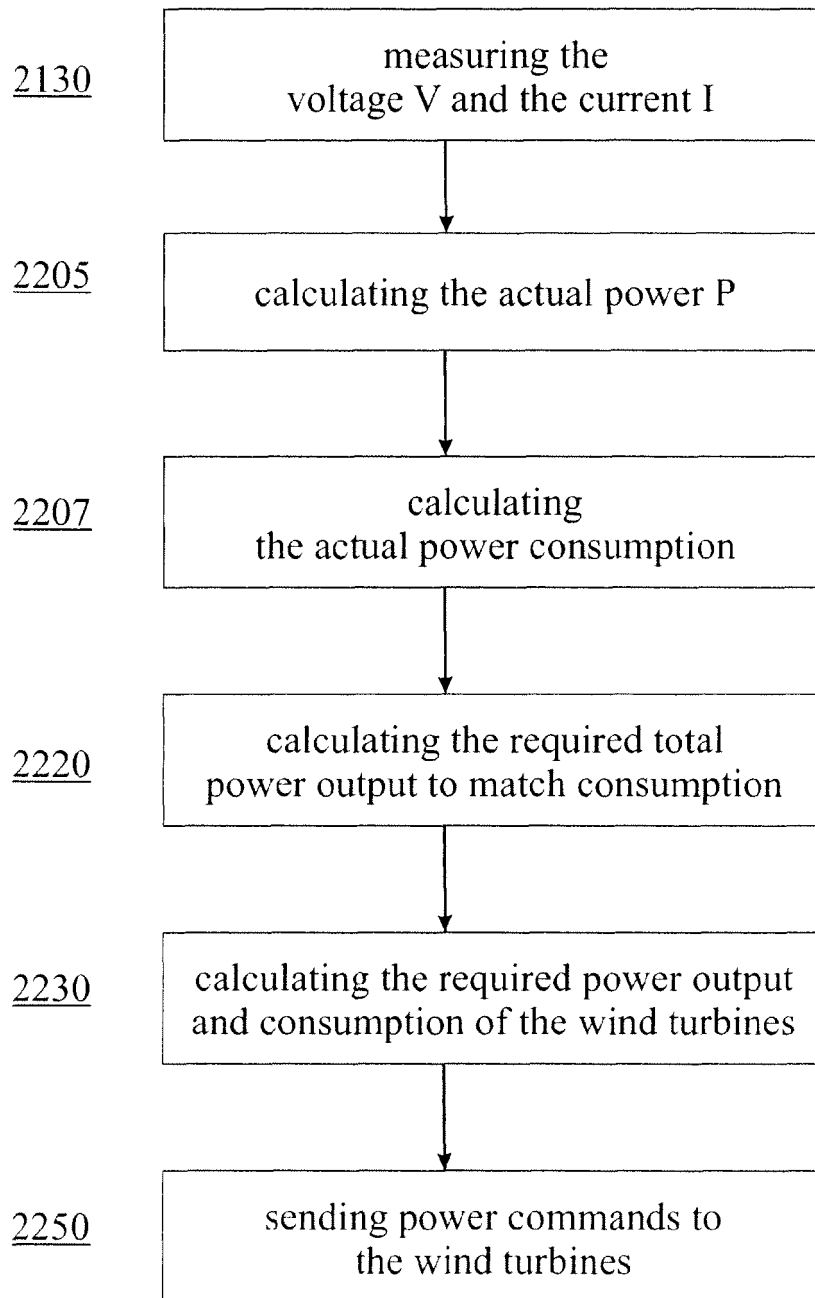 2130
measuring the
voltage V and the current I
2205
calculating the actual power P
2207
calculating
the actual power consumption
2220
calculating the required total
power output to match consumption
2230
calculating the required power output
and consumption of the wind turbines
2250
sending power commands to
the wind turbines